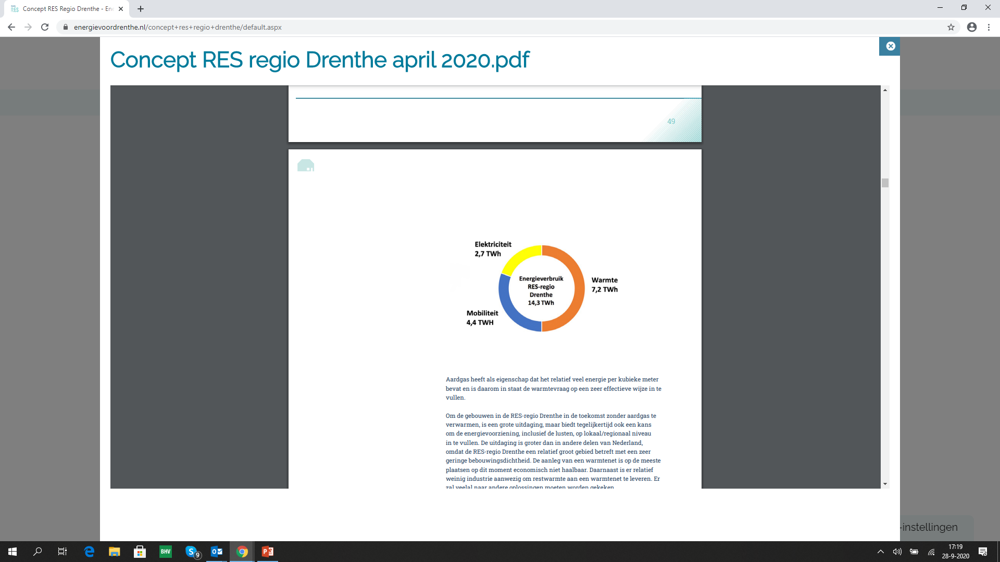 Concept RES Regio Drenthe - Ene
energievoordrenthe.nl/concept+res+regio+drenthe/default.aspx
Concept RES regio Drenthe april 2020.pdf
49
Elektriciteit
2,7 TWh
Energieverbruik
RES-regio
Drenthe
14,3 TWh
Warmte
7,2 TWh
Mobiliteit
4,4 TWH
Aardgas heeft als eigenschap dat het relatief veel energie per kubieke meter
bevat en is daarom in staat de warmtevraag op een zeer effectieve wijze in te
vullen.
Om de gebouwen in de RES-regio Drenthe in de toekomst zonder aardgas te
verwarmen, is een grote uitdaging, maar biedt tegelijkertijd ook een kans
om de energievoorziening, inclusief de lusten, op lokaal/regionaal niveau
in te vullen. De uitdaging is groter dan in andere delen van Nederland,
omdat de RES-regio Drenthe een relatief groot gebied betreft met een zeer
geringe bebouwingsdichtheid. De aanleg van een warmtenet is op de meeste
plaatsen op dit moment economisch niet haalbaar. Daarnaast is er relatief
weinig industrie aanwezig om restwarmte aan een warmtenet te leveren. Er
zal veelal naar andere oplossingen moeten worden gekeken.
-instellingen
BHV
9
17:19
28-9-2020